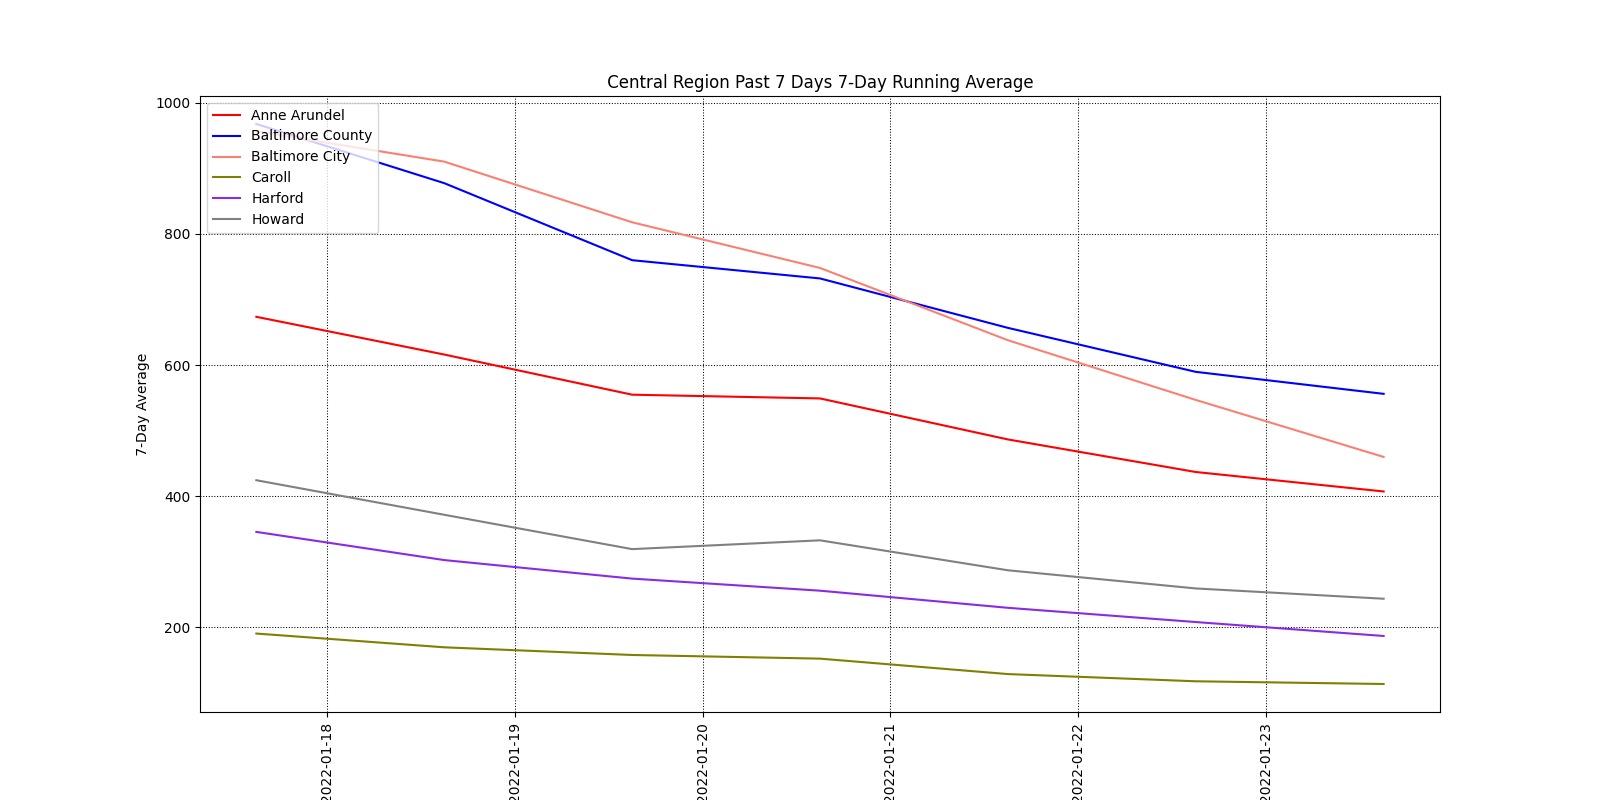 Central Region Past 7 Days 7-Day Running Average
1000
800
600
400
200
7-Day Average
Anne Arundel
Baltimore County
Baltimore City
Caroll
Harford
Howard
2022-01-18
2022-01-19
2022-01-20
2022-01-21
2022-01-22
2022-01-23